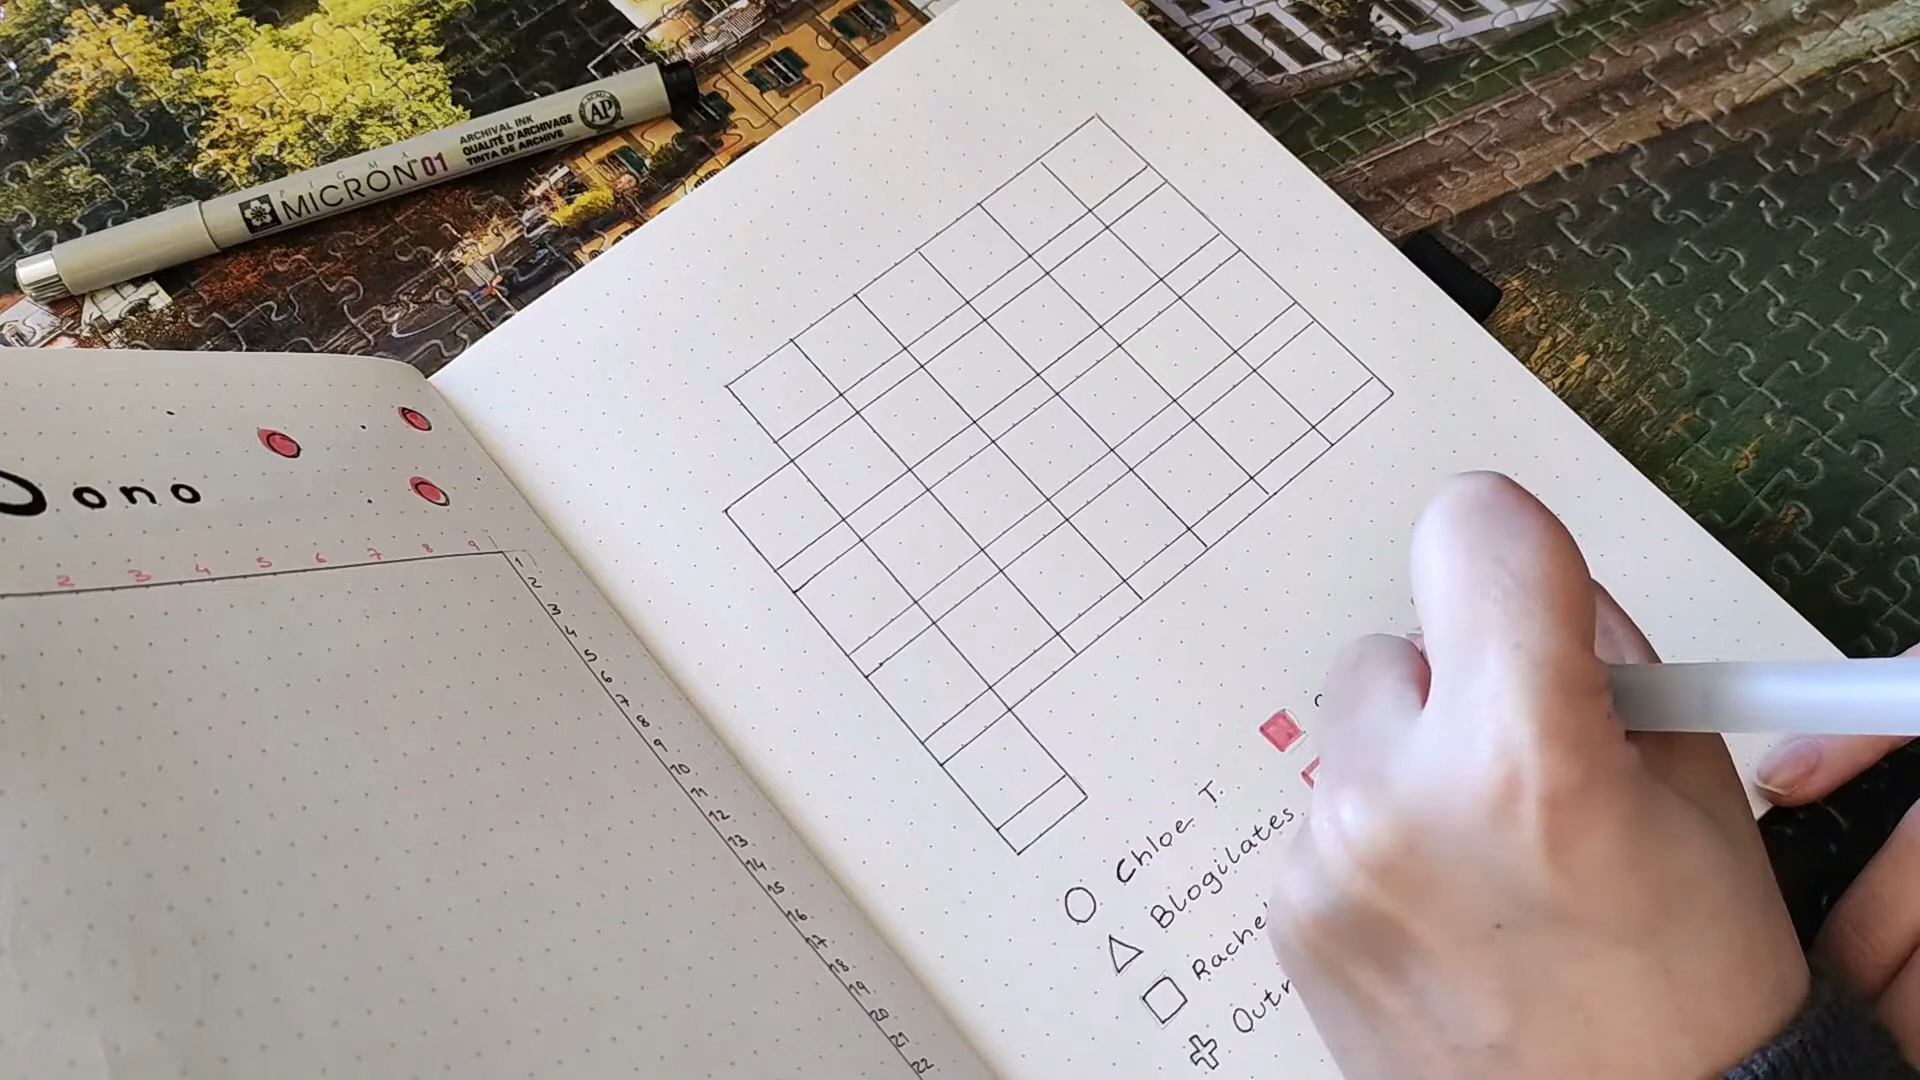 PIGMA
MICRON 01
ARCHIVAL INK
QUALITÉ D'ARCHIVAGE
TINTA DE ARCHIVE
AP
Sono
2 3 4 5 6 7 8 9
1
2
3
4
5
6
7
8
9
10
11
12
13
14
15
16
17
18
19
20
21
22
Chloe T.
Blogilates